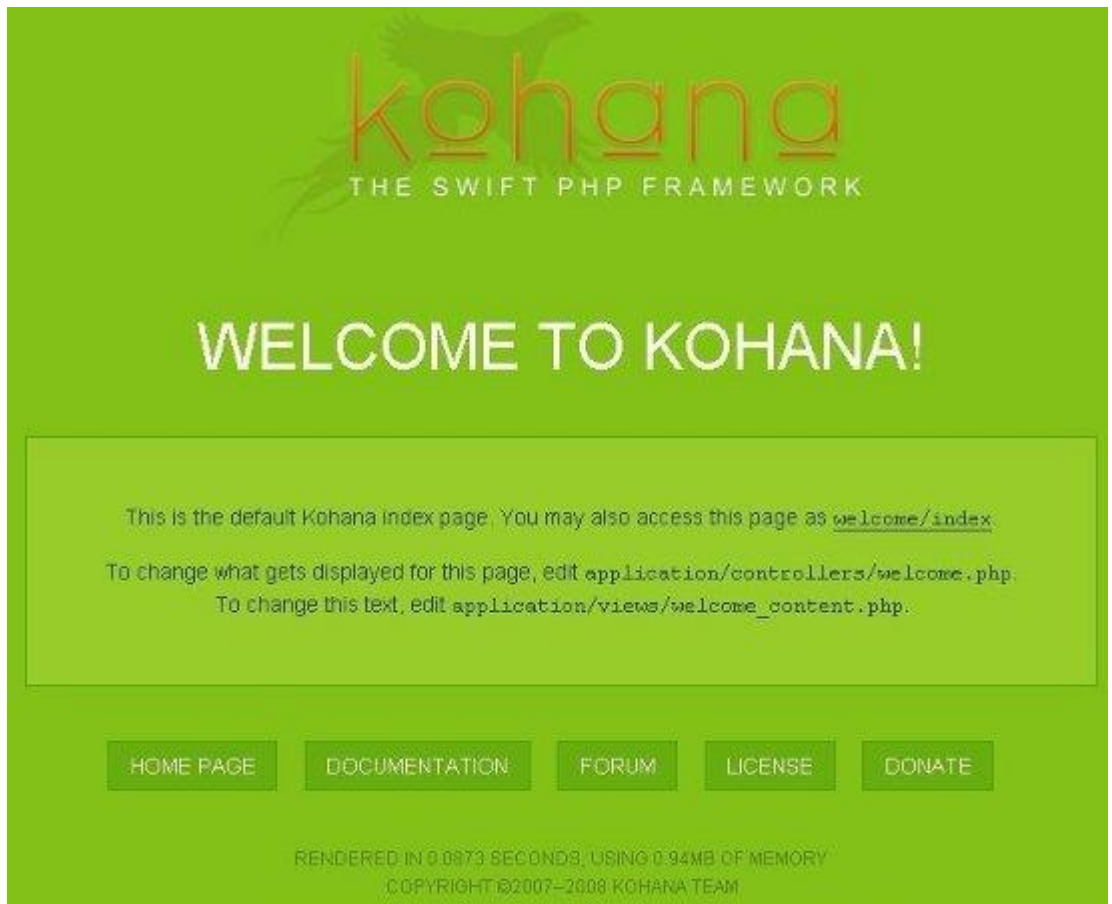 kohana
THE SWIFT PHP FRAMEWORK
WELCOME TO KOHANA!
This is the default Kohana index page. You may also access this page as welcome/index
To change what gets displayed for this page, edit application/controllers/welcome.php.
To change this text, edit application/views/welcome_content.php.
HOME PAGE DOCUMENTATION FORUM LICENSE DONATE
RENDERED IN 0.0873 SECONDS, USING 0.94MB OF MEMORY
COPYRIGHT ©2007–2008 KOHANA TEAM